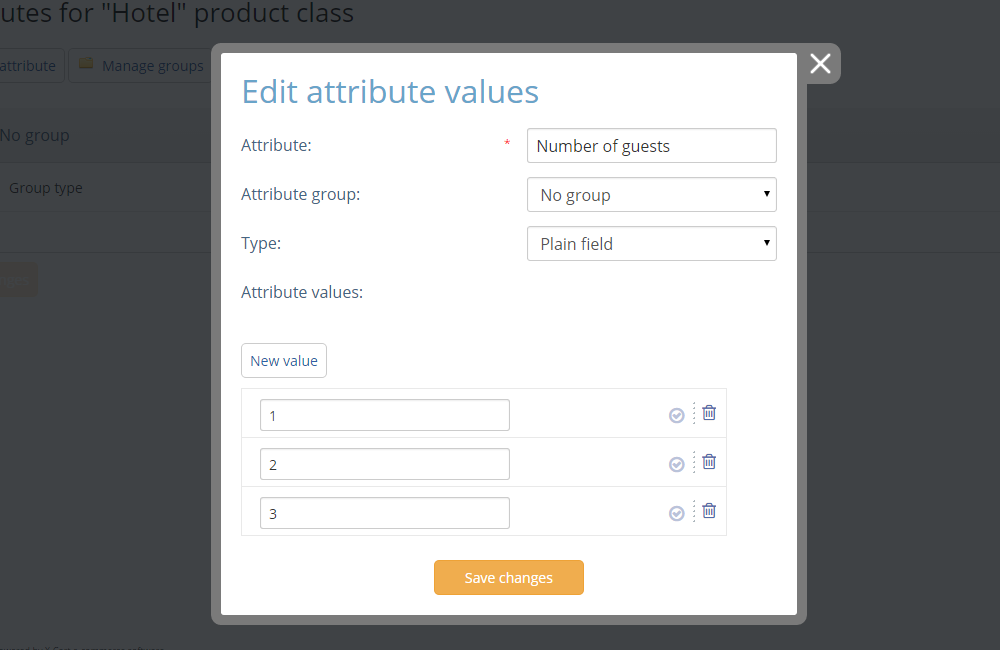 utes for "Hotel" product class
attribute
Manage groups
No group
Group type
Edit attribute values
Attribute:
*
Number of guests
Attribute group:
No group
Type:
Plain field
Attribute values:
New value
1
2
3
Save changes